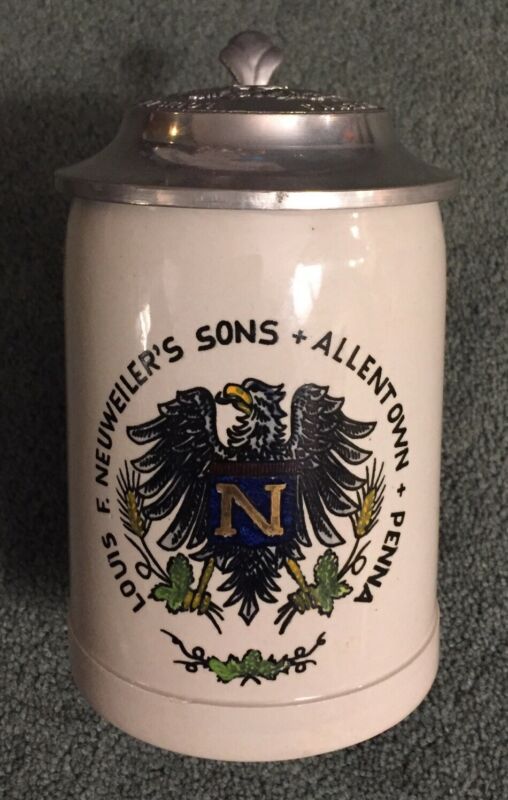 LOUIS F. NEUWEILER'S SONS + ALLENTOWN + PENNA
N